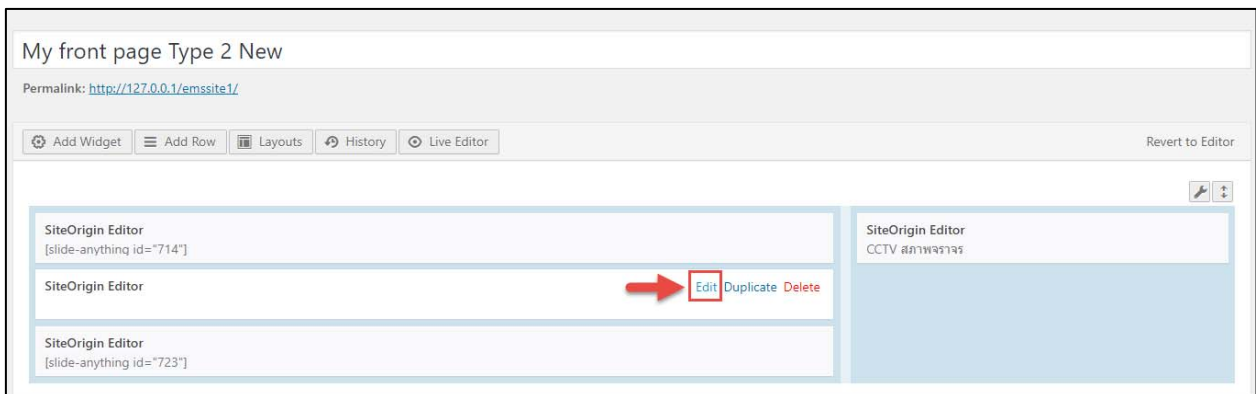 My front page Type 2 New
Permalink: http://127.0.0.1/emssite1/
Add Widget Add Row Layouts History Live Editor Revert to Editor
SiteOrigin Editor
[slide-anything id="714"]
SiteOrigin Editor
CCTV สภาพจราจร
SiteOrigin Editor
Edit Duplicate Delete
SiteOrigin Editor
[slide-anything id="723"]